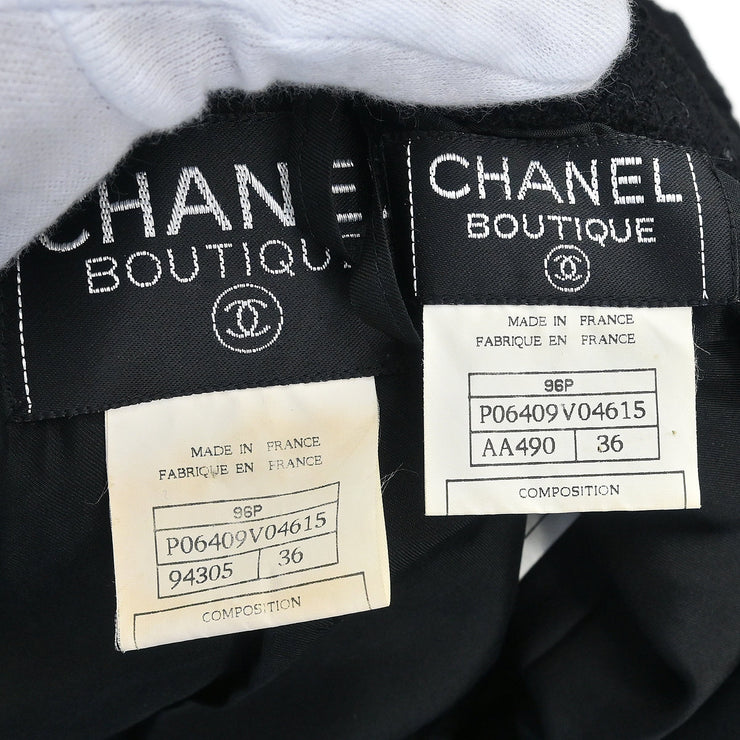 CHANE
BOUTIQU
MADE IN FRANCE
FABRIQUE EN FRANCE
96P
P06409V04615
94305 36
COMPOSITION
CHANEL
BOUTIQUE
MADE IN FRANCE
FABRIQUE EN FRANCE
96P
P06409V04615
AA490 36
COMPOSITION